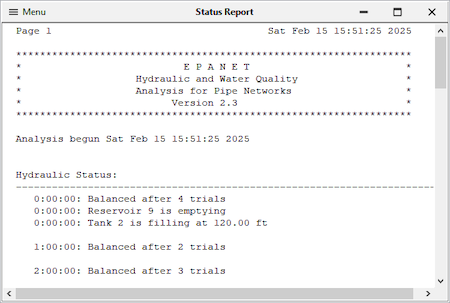 Menu Status Report
Page 1 Sat Feb 15 15:51:25 2025
******************************************************************
* E P A N E T *
* Hydraulic and Water Quality *
* Analysis for Pipe Networks *
* Version 2.3 *
******************************************************************
Analysis begun Sat Feb 15 15:51:25 2025
Hydraulic Status:
-----------------------------------------------------------------------
0:00:00: Balanced after 4 trials
0:00:00: Reservoir 9 is emptying
0:00:00: Tank 2 is filling at 120.00 ft
1:00:00: Balanced after 2 trials
2:00:00: Balanced after 3 trials